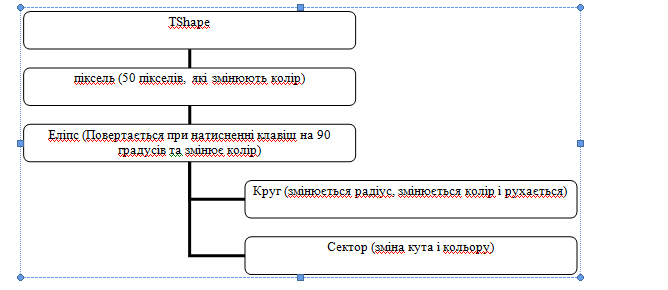 TShape
піксель (50 пікселів, які змінюють колір)
Еліпс (Повертається при натисненні клавіш на 90
градусів та змінює колір)
Круг (змінюється радіус, змінюється колір і рухається)
Сектор (зміна кута і кольору)